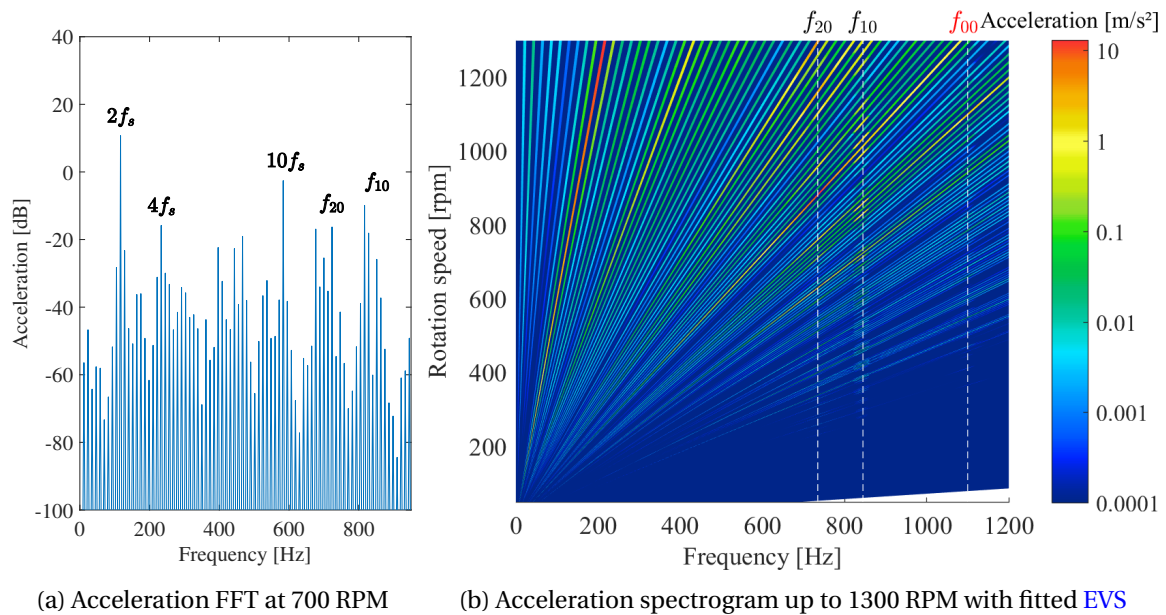 40
20
0
-20
-40
-60
-80
-100
Acceleration [dB]
2fₛ
4fₛ
10fₛ
f₂₀
f₁₀
0 200 400 600 800
Frequency [Hz]
(a) Acceleration FFT at 700 RPM
f₂₀ f₁₀ f₀₀ Acceleration [m/s²]
1200
1000
800
600
400
200
Rotation speed [rpm]
0 200 400 600 800 1000 1200
Frequency [Hz]
10
1
0.1
0.01
0.001
0.0001
(b) Acceleration spectrogram up to 1300 RPM with fitted EVS